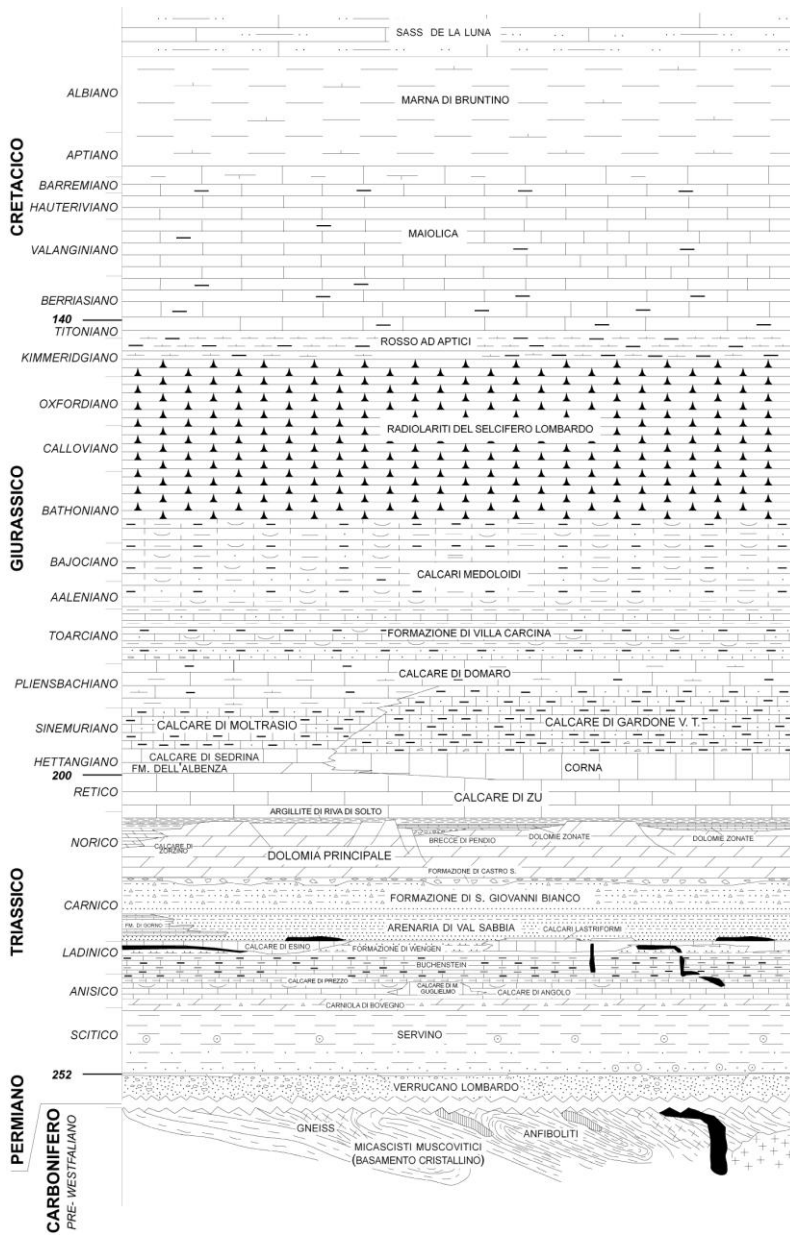 SASS DE LA LUNA
ALBIANO
MARNA DI BRUNTINO
APTIANO
CRETACICO
BARREMIANO
HAUTERIVIANO
MAIOLICA
VALANGINIANO
BERRIASIANO
140
TITONIANO
ROSSO AD APTICI
KIMMERIDGIANO
OXFORDIANO
RADIOLARITI DEL SELCIFERO LOMBARDO
CALLOVIANO
BATHONIANO
GIURASSICO
BAJOCIANO
CALCARI MEDOLOIDI
AALENIANO
TOARCIANO
FORMAZIONE DI VILLA CARCINA
CALCARE DI DOMARO
PLIENSBACHIANO
SINEMURIANO
CALCARE DI MOLTRASIO
CALCARE DI GARDONE V. T.
CALCARE DI SEDRINA
HETTANGIANO
FM. DELL'ALBENZA
CORNA
200
RETICO
CALCARE DI ZU
ARGILLITE DI RIVA DI SOLTO
NORICO
CALCARE DI
ZORZINO
BRECCE DI PENDIO
DOLOMIE ZONATE
DOLOMIE ZONATE
DOLOMIA PRINCIPALE
FORMAZIONE DI CASTRO S.
TRIASSICO
CARNICO
FORMAZIONE DI S. GIOVANNI BIANCO
FM. DI GORNO
ARENARIA DI VAL SABBIA
CALCARI LASTRIFORMI
LADINICO
CALCARE DI ESINO
FORMAZIONE DI WENGEN
BUCHENSTEIN
CALCARE DI PREZZO
CALCARE DI M.
GUGLIELMO
ANISICO
CALCARE DI ANGOLO
CARNIOLA DI BOVEGNO
SCITICO
SERVINO
252
VERRUCANO LOMBARDO
PERMIANO
GNEISS
ANFIBOLITI
MICASCISTI MUSCOVITICI
(BASAMENTO CRISTALLINO)
CARBONIFERO
PRE- WESTFALIANO